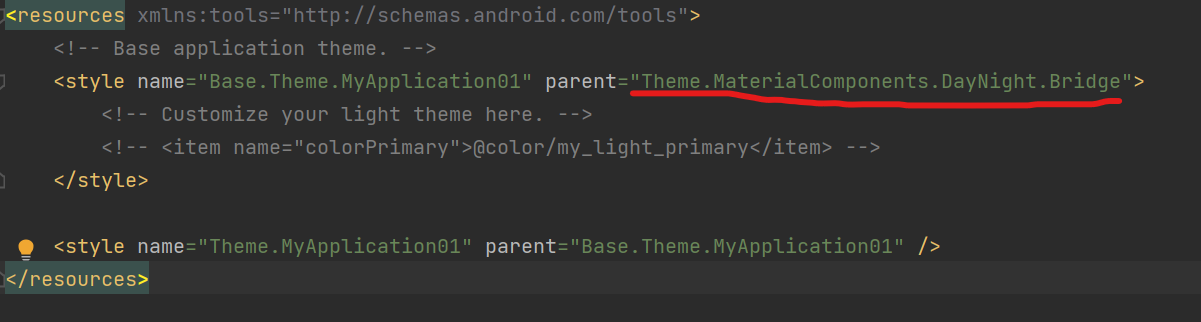 <resources xmlns:tools="http://schemas.android.com/tools">
<!-- Base application theme. -->
<style name="Base.Theme.MyApplication01" parent="Theme.MaterialComponents.DayNight.Bridge">
<!-- Customize your light theme here. -->
<!-- <item name="colorPrimary">@color/my_light_primary</item> -->
</style>
<style name="Theme.MyApplication01" parent="Base.Theme.MyApplication01" />
</resources>